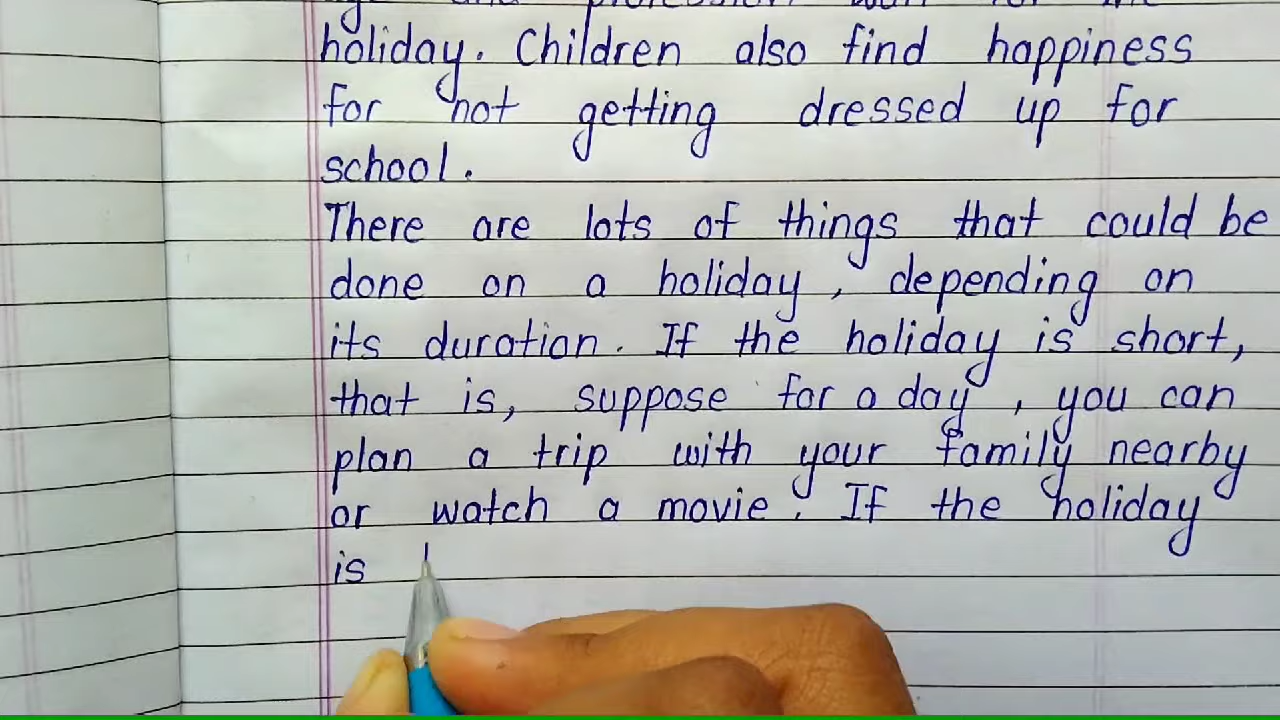 holiday. Children also find happiness
for not getting dressed up for
school.
There are lots of things that could be
done on a holiday, depending on
its duration. If the holiday is short,
that is, suppose for a day, you can
plan a trip with your family nearby
or watch a movie. If the holiday
is